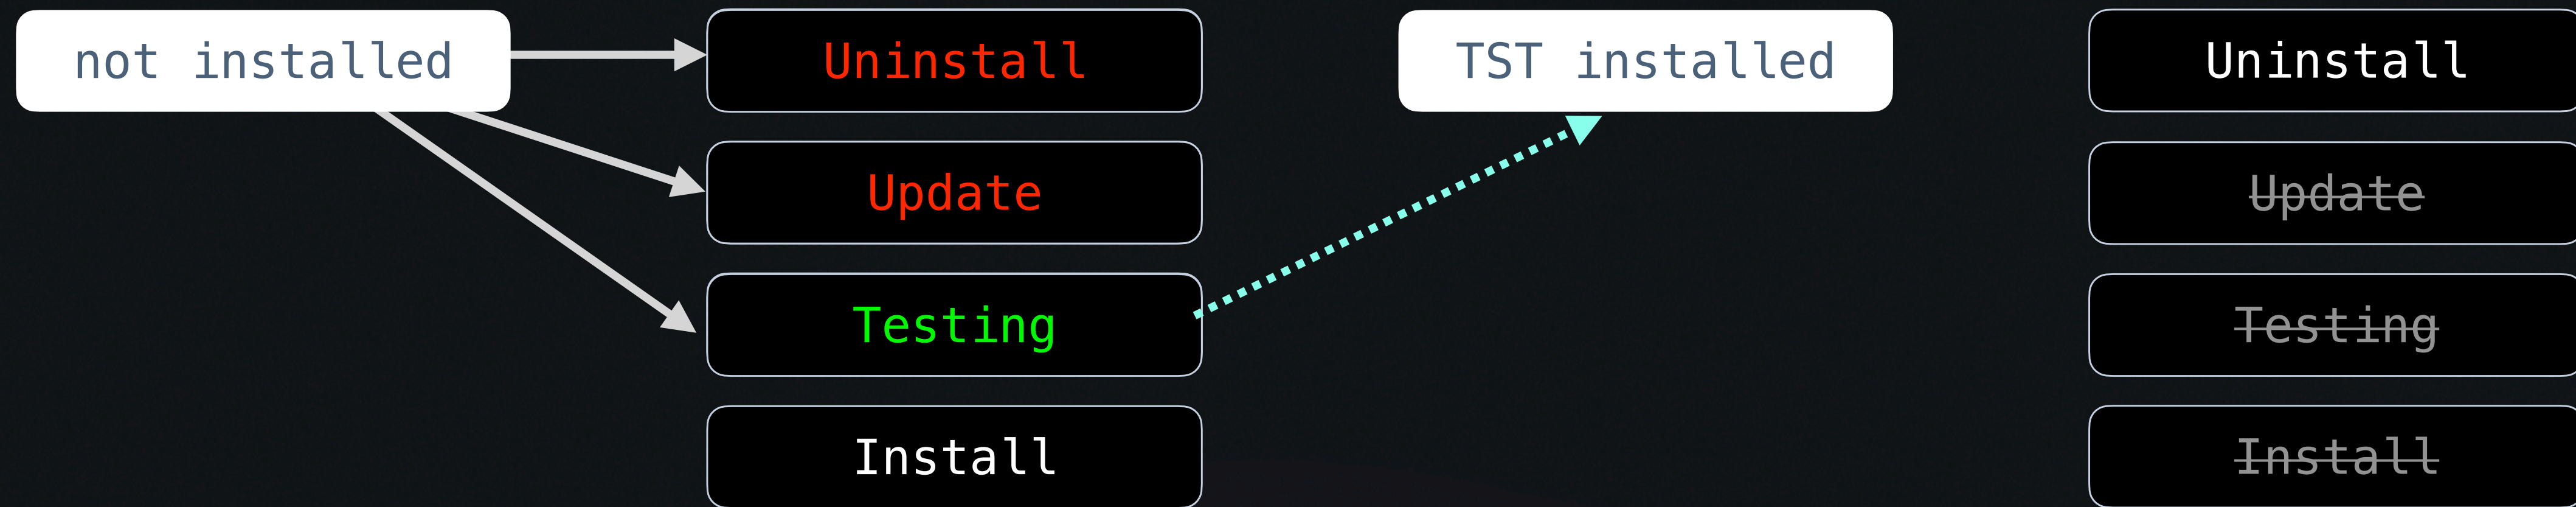 not installed
Uninstall
Update
Testing
Install
TST installed
Uninstall
Update
Testing
Install